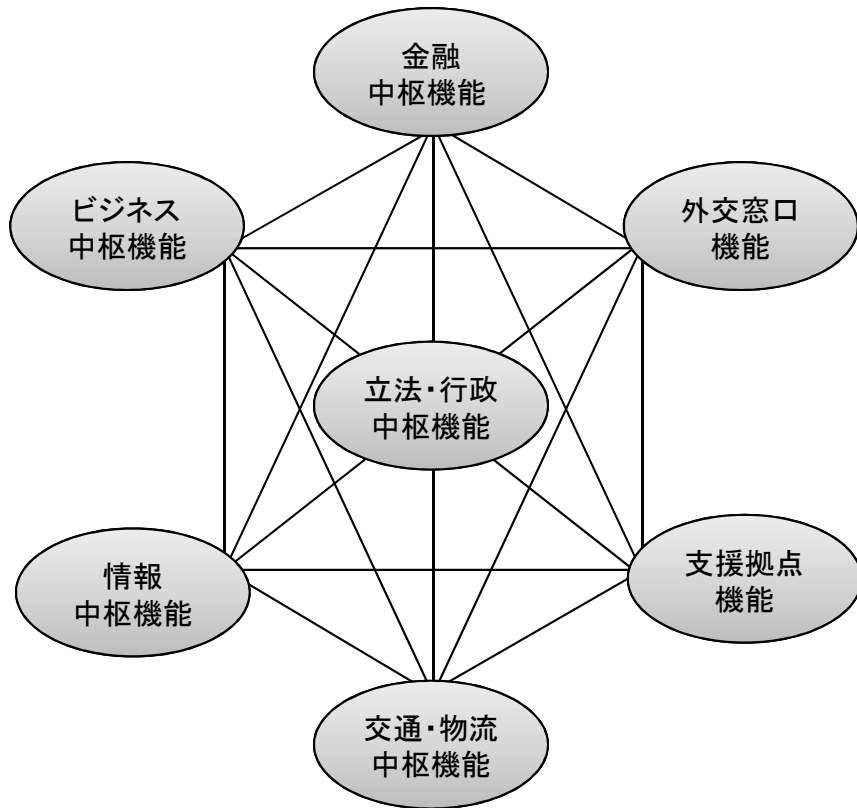 金融
中枢機能
ビジネス
中枢機能
外交窓口
機能
立法・行政
中枢機能
情報
中枢機能
支援拠点
機能
交通・物流
中枢機能